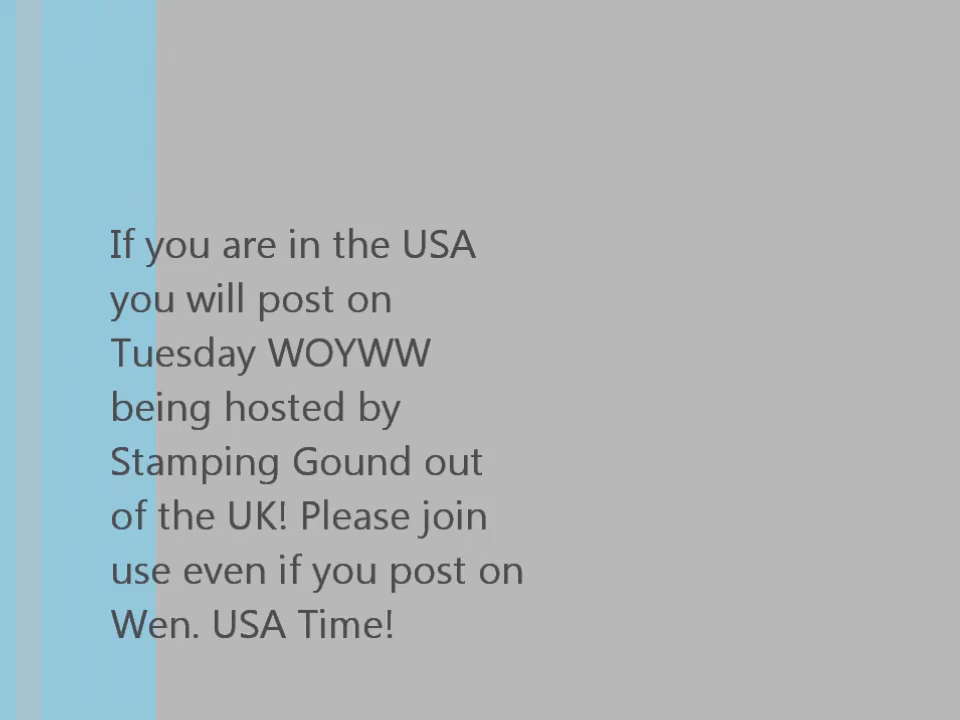 If you are in the USA
you will post on
Tuesday WOYWW
being hosted by
Stamping Gound out
of the UK! Please join
use even if you post on
Wen. USA Time!